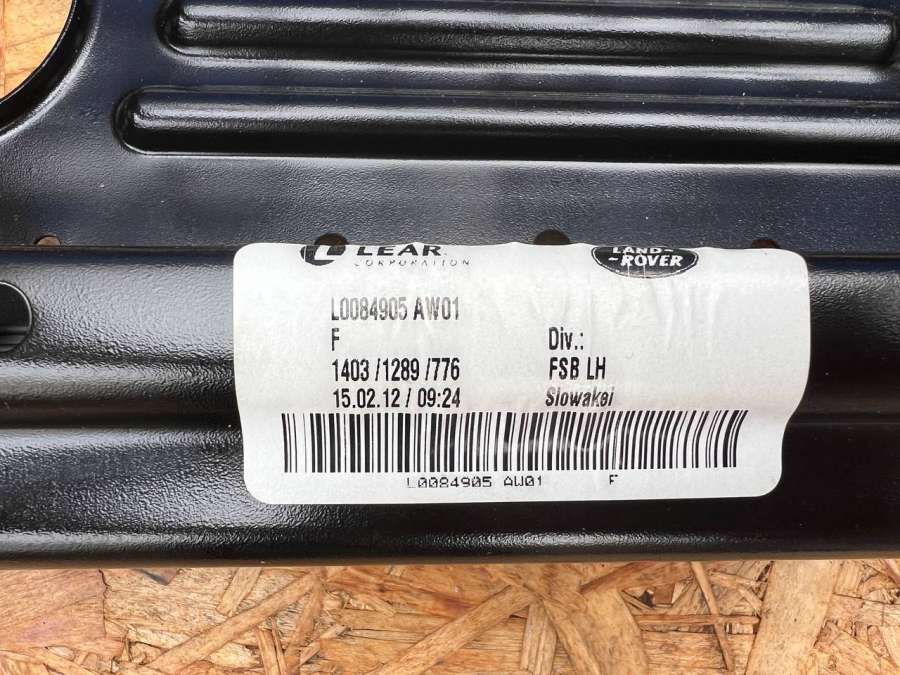 LEAR
CORPORATION
LAND-
-ROVER
L0084905 AW01
F
Div.:
1403 /1289 /776
FSB LH
15.02.12 / 09:24
Slowakei
L0084905 AW01 F